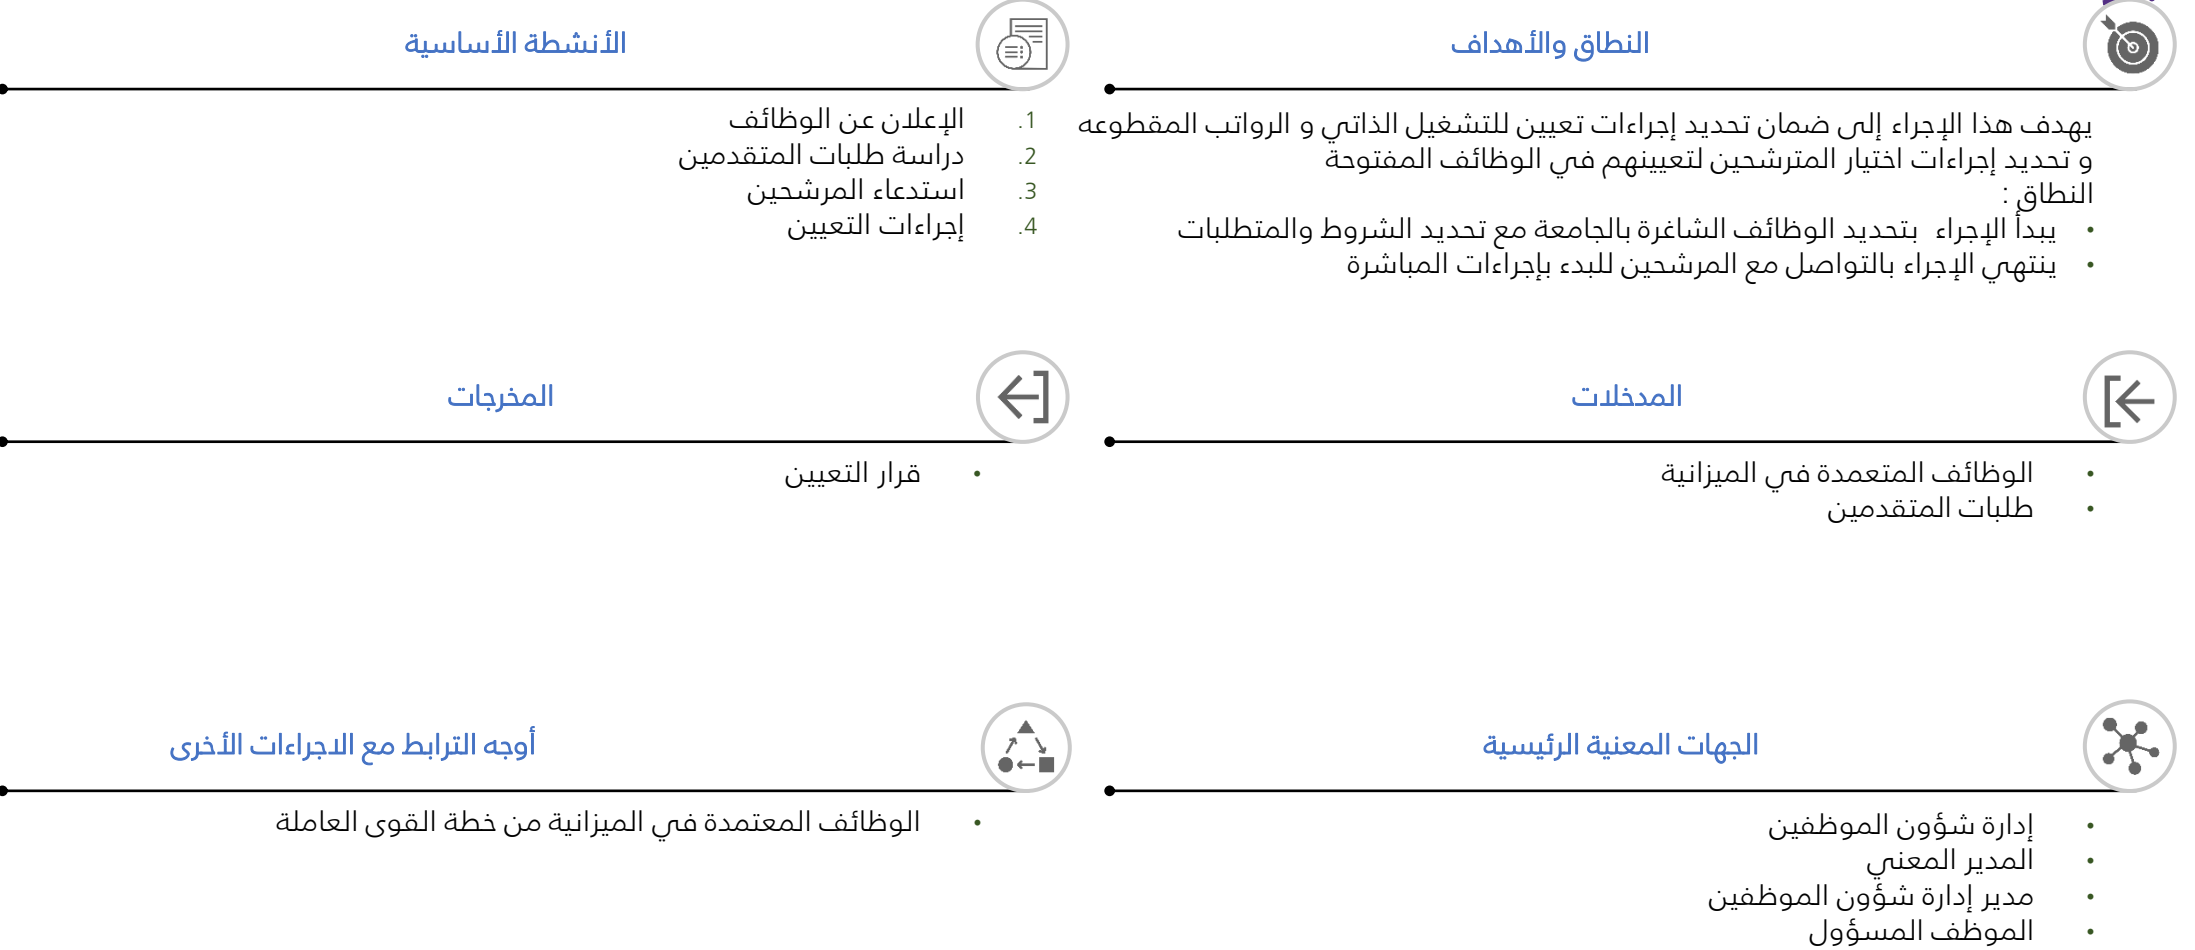 النطاق والأهداف
يهدف هذا الإجراء إلى ضمان تحديد إجراءات تعيين للتشغيل الذاتي و الرواتب المقطوعه
و تحديد إجراءات اختيار المترشحين لتعيينهم في الوظائف المفتوحة
النطاق :
• يبدأ الإجراء بتحديد الوظائف الشاغرة بالجامعة مع تحديد الشروط والمتطلبات
• ينتهي الإجراء بالتواصل مع المرشحين للبدء بإجراءات المباشرة
الأنشطة الأساسية
1. الإعلان عن الوظائف
2. دراسة طلبات المتقدمين
3. استدعاء المرشحين
4. إجراءات التعيين
المدخلات
• الوظائف المتعمدة في الميزانية
• طلبات المتقدمين
المخرجات
• قرار التعيين
الجهات المعنية الرئيسية
• إدارة شؤون الموظفين
• المدير المعني
• مدير إدارة شؤون الموظفين
• الموظف المسؤول
أوجه الترابط مع الاجراءات الأخرى
• الوظائف المعتمدة في الميزانية من خطة القوى العاملة